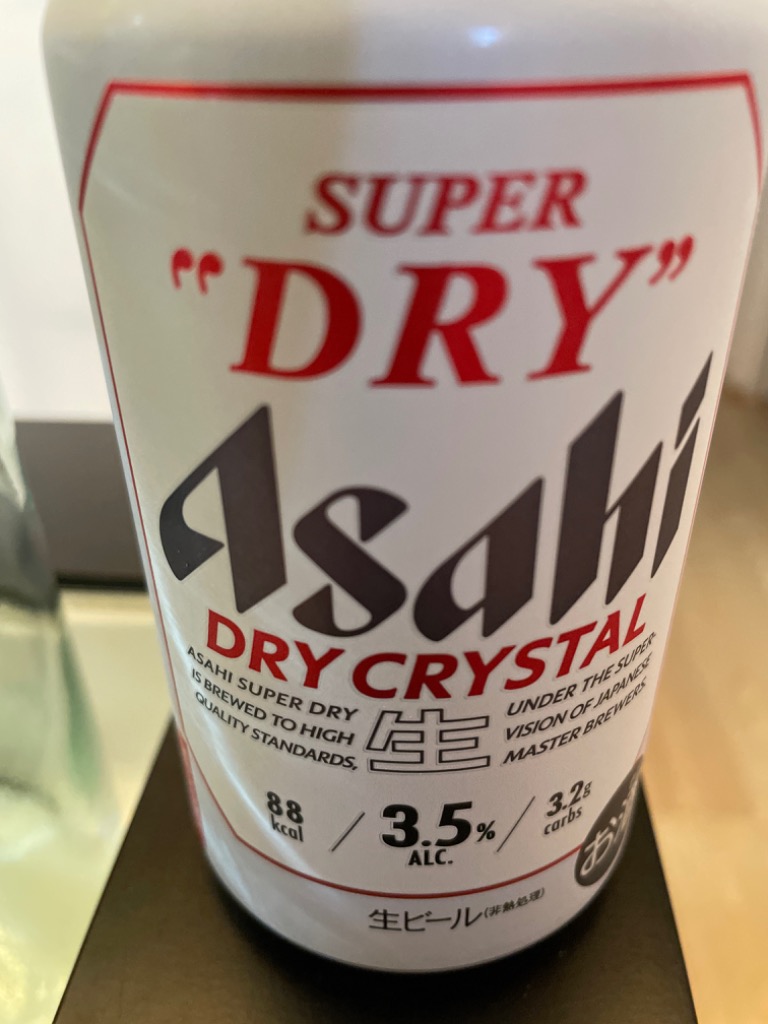 SUPER
"DRY"
Asahi
DRY CRYSTAL
ASAHI SUPER DRY
IS BREWED TO HIGH
QUALITY STANDARDS,
生
UNDER THE SUPER-
VISION OF JAPANESE
MASTER BREWERS.
88
kcal
3.5%
ALC.
3.2g
carbs
生ビール(非熱処理)